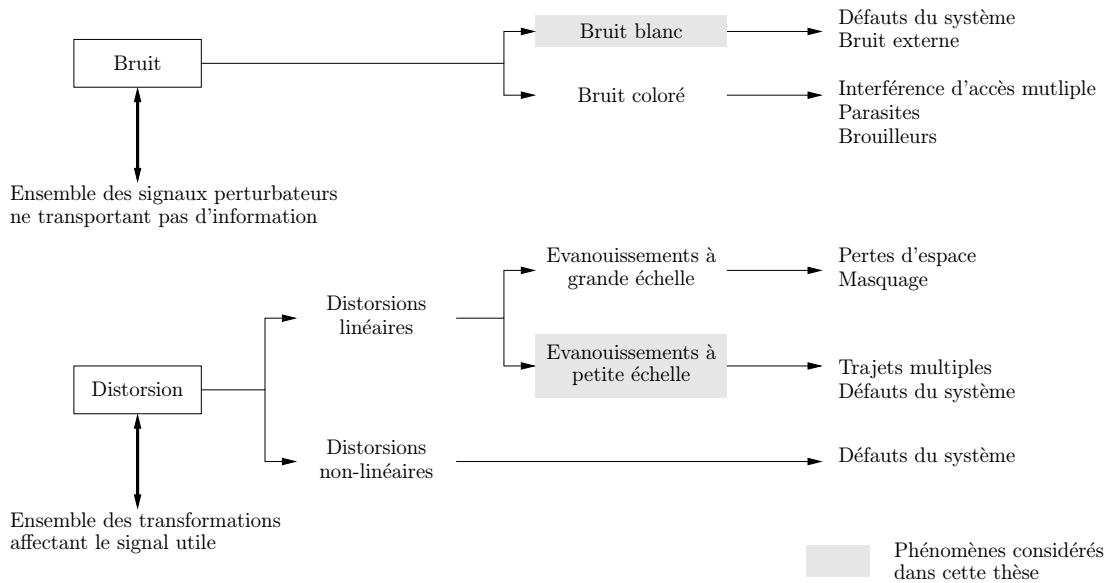 Bruit
Bruit blanc
Défauts du système
Bruit externe
Bruit coloré
Interférence d'accès mutliple
Parasites
Brouilleurs
Ensemble des signaux perturbateurs
ne transportant pas d'information
Distorsion
Distorsions
linéaires
Evanouissements à
grande échelle
Pertes d'espace
Masquage
Evanouissements à
petite échelle
Trajets multiples
Défauts du système
Distorsions
non-linéaires
Défauts du système
Ensemble des transformations
affectant le signal utile
Phénomènes considérés
dans cette thèse